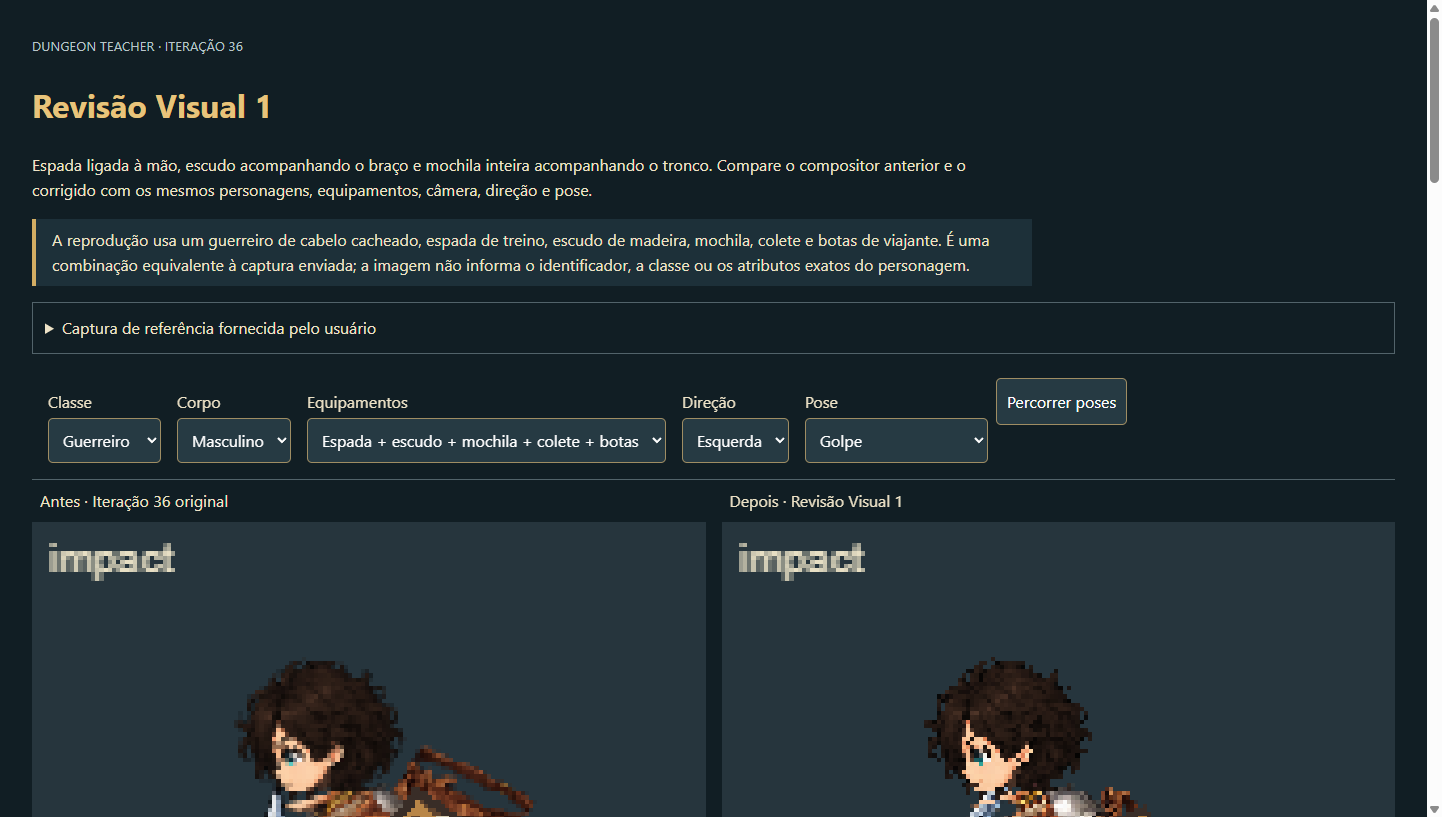 DUNGEON TEACHER · ITERAÇÃO 36
Revisão Visual 1
Espada ligada à mão, escudo acompanhando o braço e mochila inteira acompanhando o tronco. Compare o compositor anterior e o
corrigido com os mesmos personagens, equipamentos, câmera, direção e pose.
A reprodução usa um guerreiro de cabelo cacheado, espada de treino, escudo de madeira, mochila, colete e botas de viajante. É uma
combinação equivalente à captura enviada; a imagem não informa o identificador, a classe ou os atributos exatos do personagem.
Captura de referência fornecida pelo usuário
Classe Corpo Equipamentos Direção Pose
Guerreiro Masculino Espada + escudo + mochila + colete + botas Esquerda Golpe Percorrer poses
Antes · Iteração 36 original
Depois · Revisão Visual 1
impact
impact